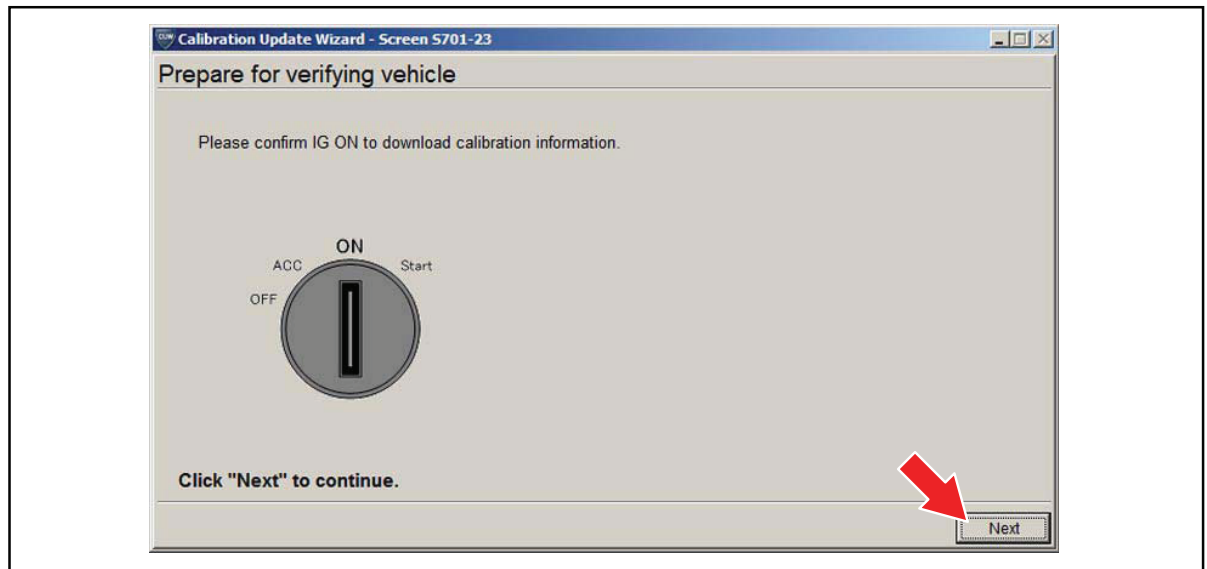 CUW Calibration Update Wizard - Screen S701-23
Prepare for verifying vehicle
Please confirm IG ON to download calibration information.
ON
ACC
Start
OFF
Click "Next" to continue.
Next